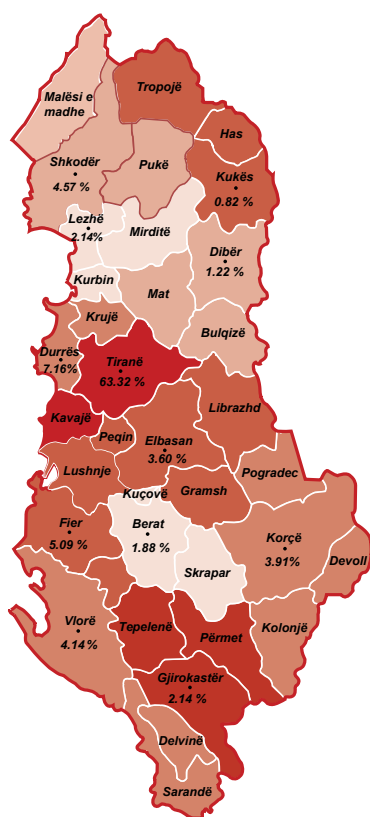 Tropojë
Malësi e
madhe
Has
Shkodër
4.57 %
Pukë
Kukës
0.82 %
Lezhë
2.14%
Mirditë
Dibër
1.22 %
Kurbin
Mat
Krujë
Bulqizë
Durrës
7.16%
Tiranë
63.32 %
Librazhd
Kavajë
Peqin
Elbasan
3.60 %
Lushnje
Pogradec
Kuçovë
Gramsh
Fier
5.09 %
Berat
1.88 %
Korçë
3.91%
Devoll
Skrapar
Vlorë
4.14%
Tepelenë
Përmet
Kolonjë
Gjirokastër
2.14 %
Delvinë
Sarandë